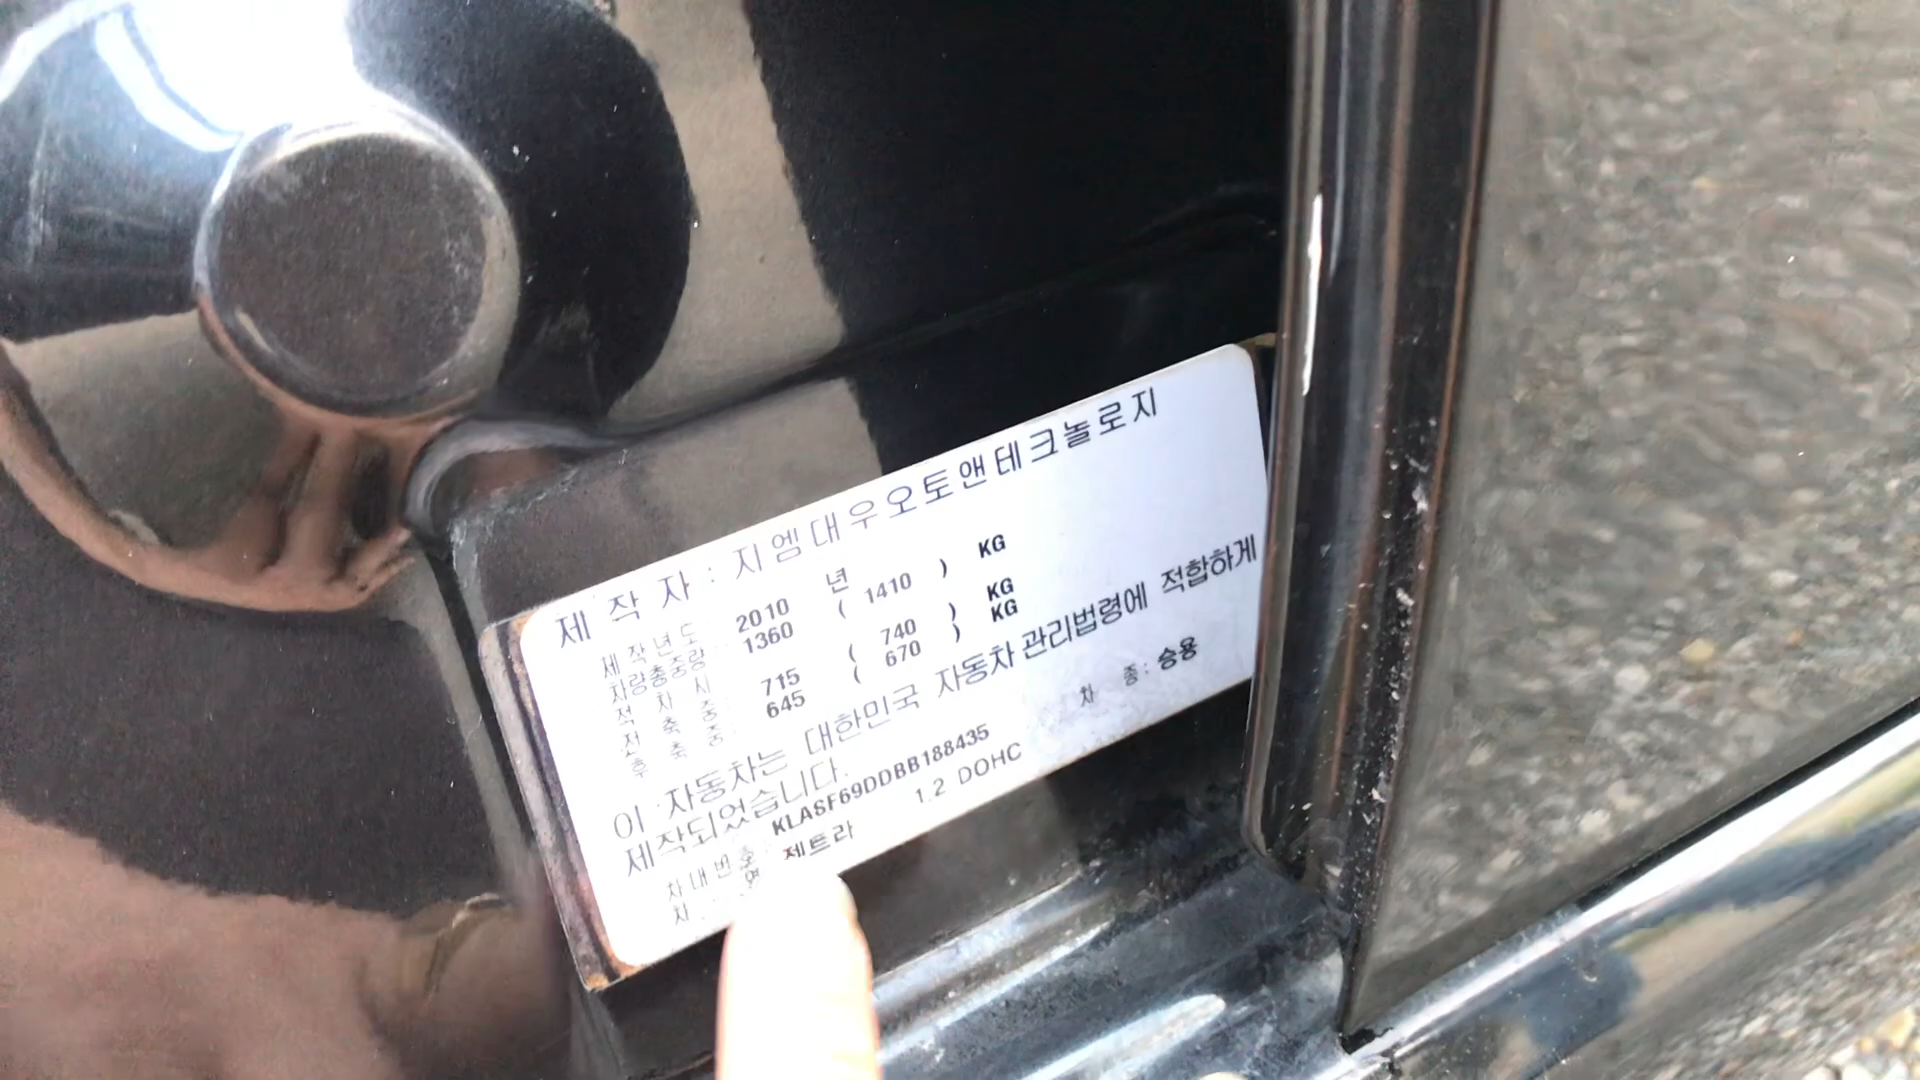 제 작 자 : 지엠대우오토앤테크놀로지
제작년도 : 2010 년
차량총중량 : 1360 ( 1410 ) KG
적 차 시
전 축 중 : 715 ( 740 ) KG
후 축 중 : 645 ( 670 ) KG
이 자동차는 대한민국 자동차관리법령에 적합하게
제작되었습니다.
차대번호 : KLASF69DDBB188435 차 종 : 승용
차 명 제트라 1.2 DOHC